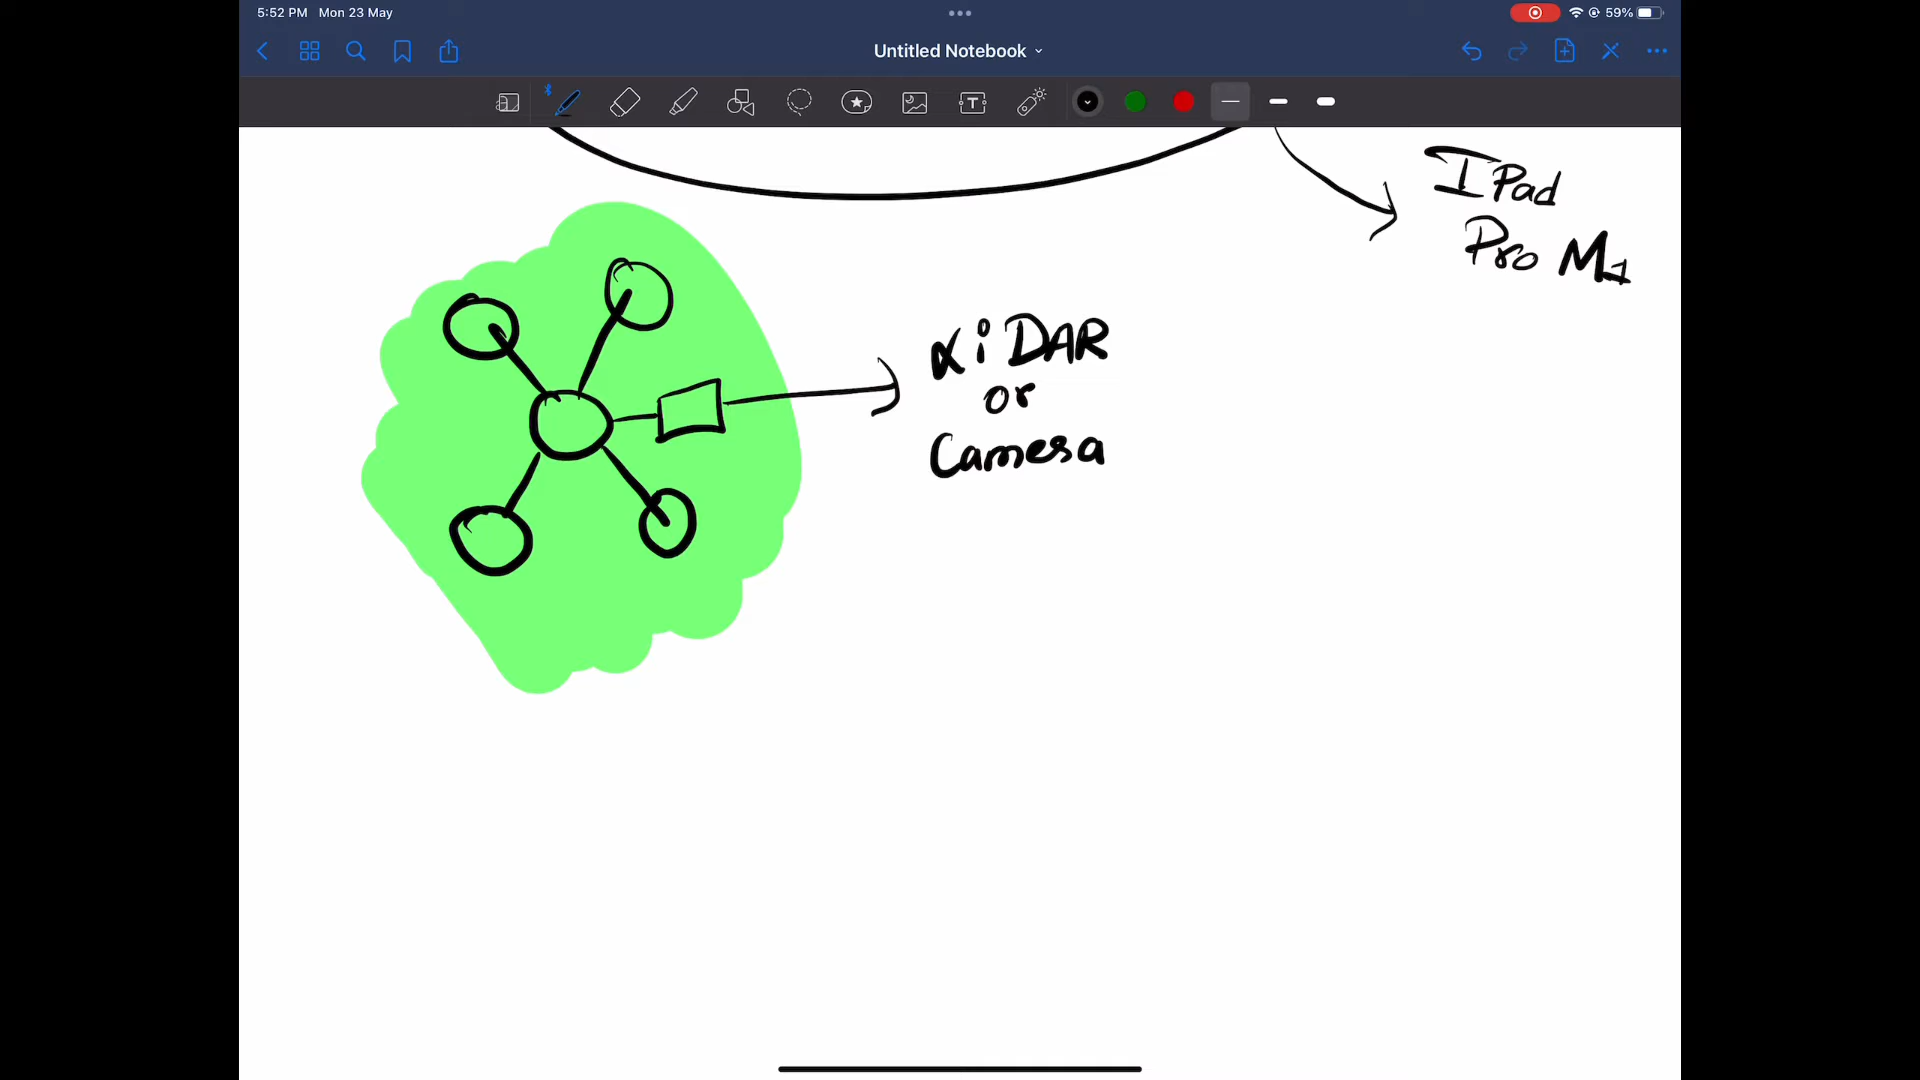 5:52 PM Mon 23 May
59%
Untitled Notebook
IPad
Pro M1
LiDAR
or
Camera